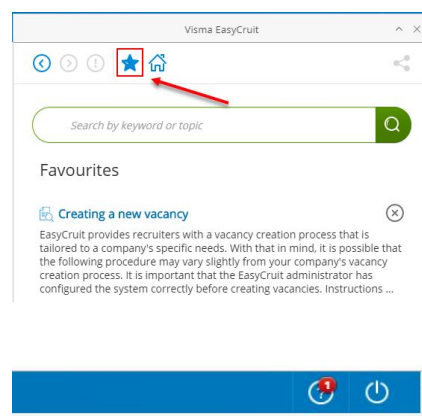 Visma EasyCruit
Search by keyword or topic
Favourites
Creating a new vacancy
EasyCruit provides recruiters with a vacancy creation process that is
tailored to a company's specific needs. With that in mind, it is possible that
the following procedure may vary slightly from your company's vacancy
creation process. It is important that the EasyCruit administrator has
configured the system correctly before creating vacancies. Instructions ...
1